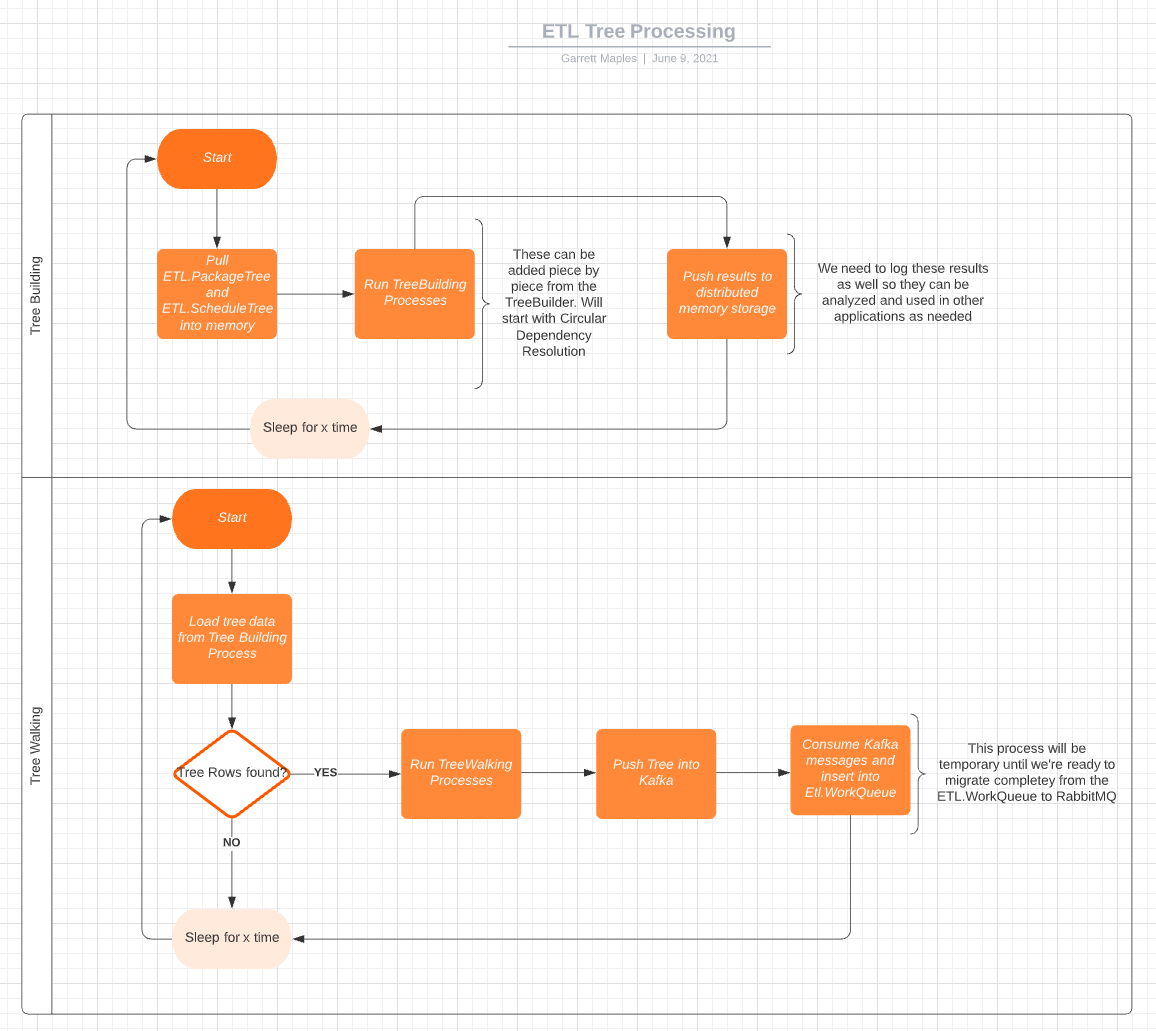 ETL Tree Processing
Garrett Maples | June 9, 2021
Tree Building
Start
Pull
ETL.PackageTree
and
ETL.ScheduleTree
into memory
Run TreeBuilding
Processes
These can be
added piece by
piece from the
TreeBuilder. Will
start with Circular
Dependency
Resolution
Push results to
distributed
memory storage
We need to log these results
as well so they can be
analyzed and used in other
applications as needed
Sleep for x time
Tree Walking
Start
Load tree data
from Tree Building
Process
Tree Rows found?
YES
NO
Run TreeWalking
Processes
Push Tree into
Kafka
Consume Kafka
messages and
insert into
Etl.WorkQueue
This process will be
temporary until we're ready to
migrate completey from the
ETL.WorkQueue to RabbitMQ
Sleep for x time